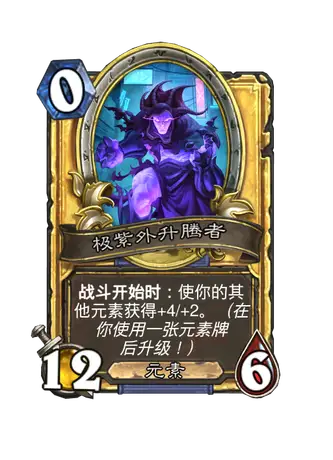 0
极紫外升腾者
战斗开始时：使你的其
他元素获得+4/+2。（在
你使用一张元素牌
后升级！）
12
6
元素